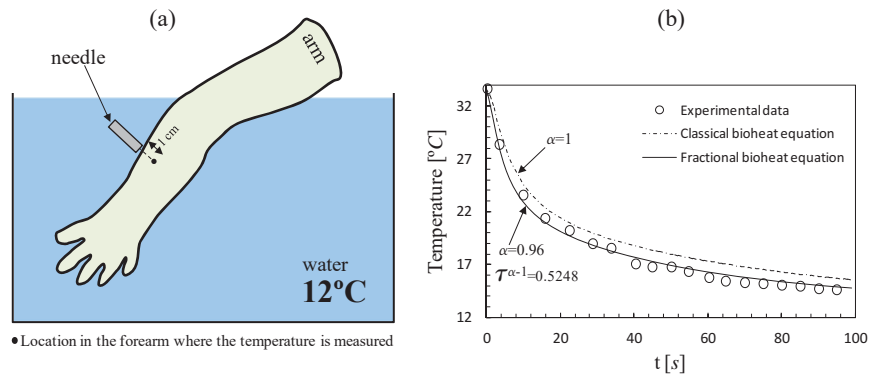 (a)
arm
needle
1 cm
water
12ºC
Location in the forearm where the temperature is measured
(b)
Temperature [ºC]
32
27
22
17
12
0
20
40
60
80
100
t [s]
Experimental data
Classical bioheat equation
Fractional bioheat equation
α=1
α=0.96
τα-1=0.5248